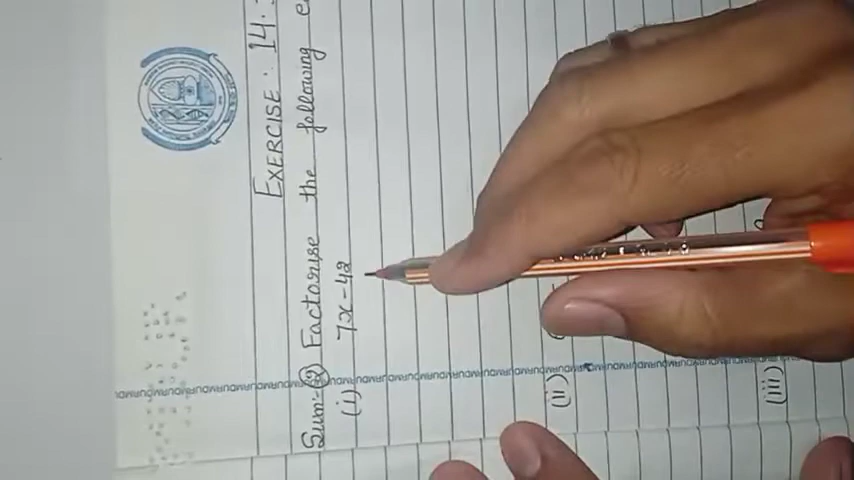 EXERCISE: 14.
Sum:- (2) Factorise the following e
(i) 7x-42
(ii)
(iii)